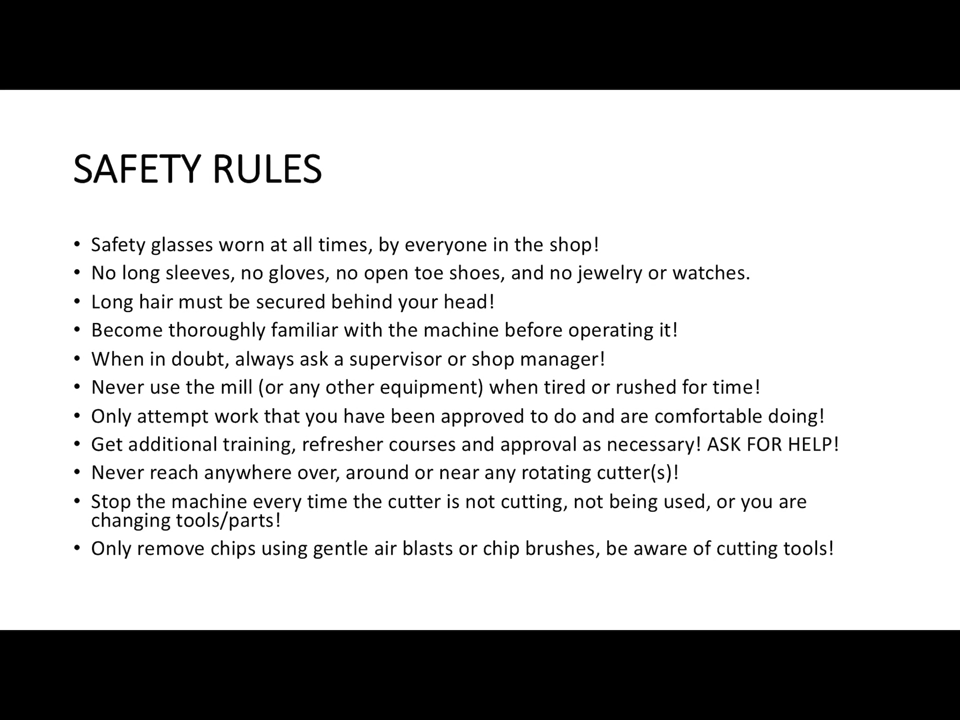 SAFETY RULES
• Safety glasses worn at all times, by everyone in the shop!
• No long sleeves, no gloves, no open toe shoes, and no jewelry or watches.
• Long hair must be secured behind your head!
• Become thoroughly familiar with the machine before operating it!
• When in doubt, always ask a supervisor or shop manager!
• Never use the mill (or any other equipment) when tired or rushed for time!
• Only attempt work that you have been approved to do and are comfortable doing!
• Get additional training, refresher courses and approval as necessary! ASK FOR HELP!
• Never reach anywhere over, around or near any rotating cutter(s)!
• Stop the machine every time the cutter is not cutting, not being used, or you are
changing tools/parts!
• Only remove chips using gentle air blasts or chip brushes, be aware of cutting tools!